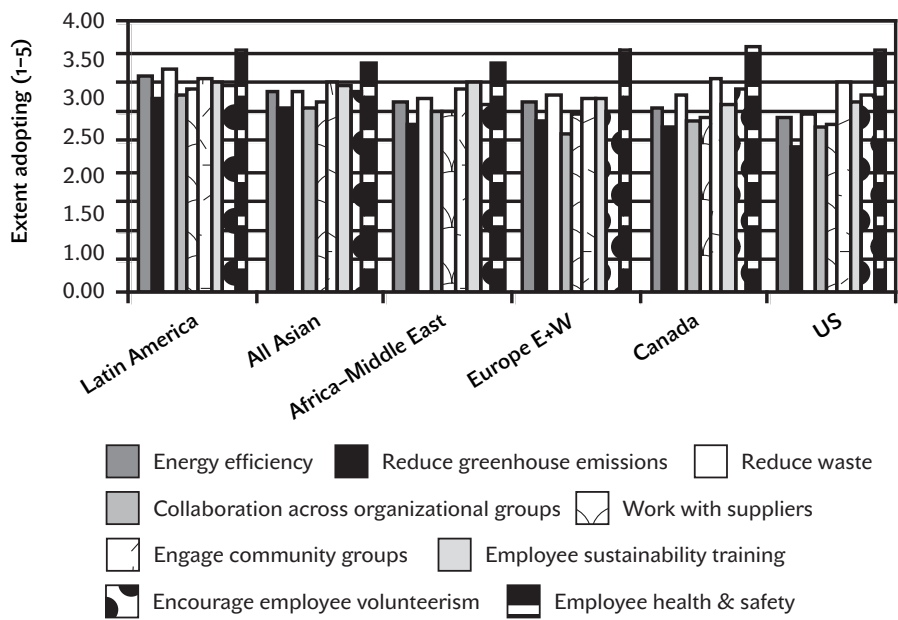 Extent adopting (1–5)
4.00
3.50
3.00
2.50
2.00
1.50
1.00
0.00
Latin America
All Asian
Africa–Middle East
Europe E+W
Canada
US
Energy efficiency
Reduce greenhouse emissions
Reduce waste
Collaboration across organizational groups
Work with suppliers
Engage community groups
Employee sustainability training
Encourage employee volunteerism
Employee health & safety